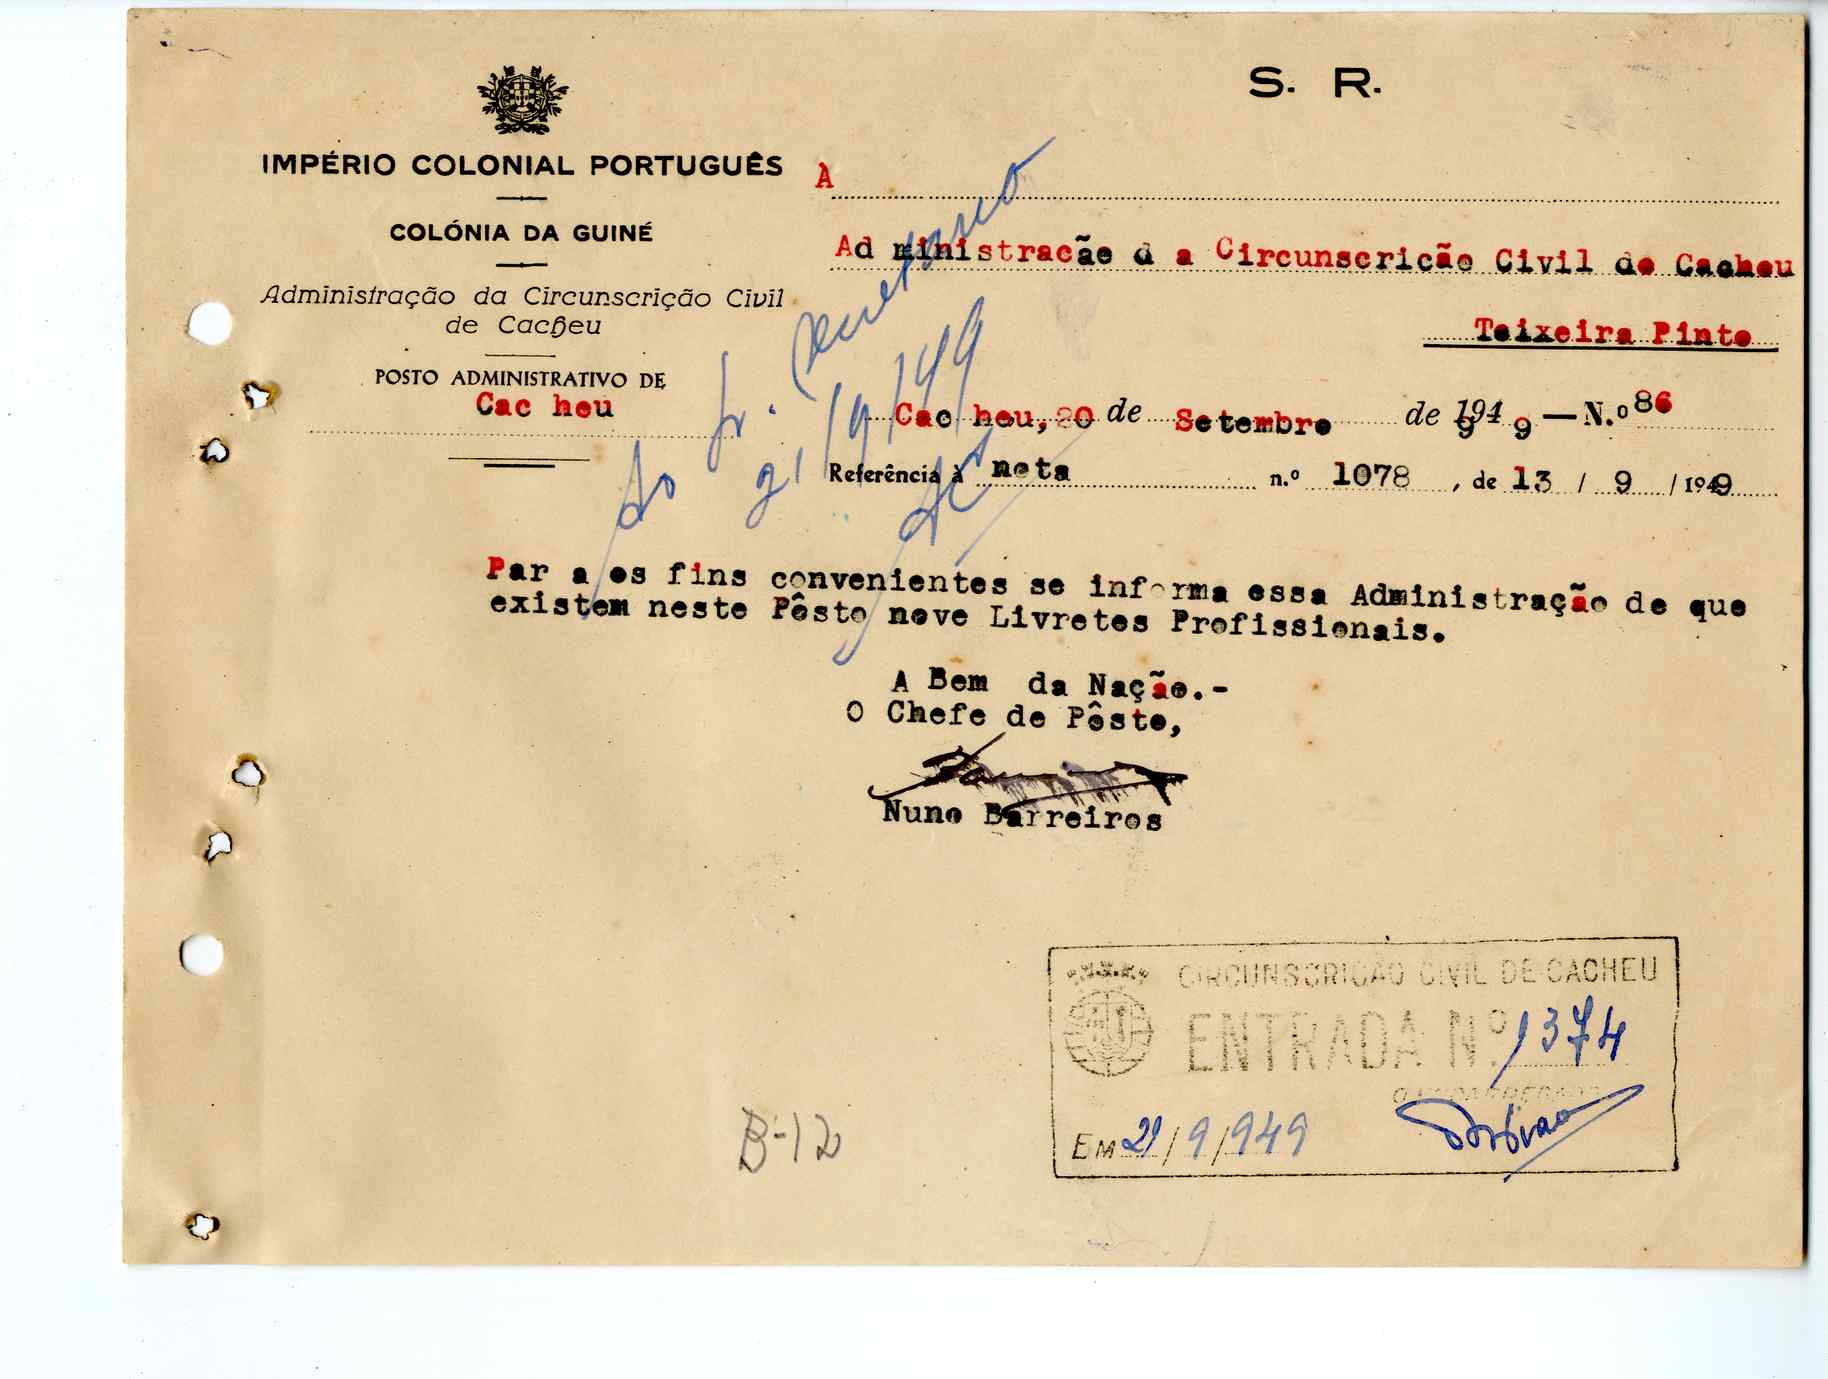 S. R.
IMPÉRIO COLONIAL PORTUGUÊS
COLÓNIA DA GUINÉ
Administração da Circunscrição Civil
de Cacheu
POSTO ADMINISTRATIVO DE
Cac heu
A
Ad ministracão d a Circunscricão Civil de Cacheu
Teixeira Pinto
Cac heu, 20 de Setembro de 1949 — N.º 86
Referência à nota n.º 1078, de 13 / 9 / 1949
Ao Sr. Secretario
21/9/49
Par a os fins convenientes se informa essa Administração de que
existem neste Pôsto nove Livretes Profissionais.
A Bem da Nação.-
O Chefe de Pôsto,
Nuno Barreiros
CIRCUNSCRIÇÃO CIVIL DE CACHEU
ENTRADA N.º 1374
EM 21/9/949
B-12